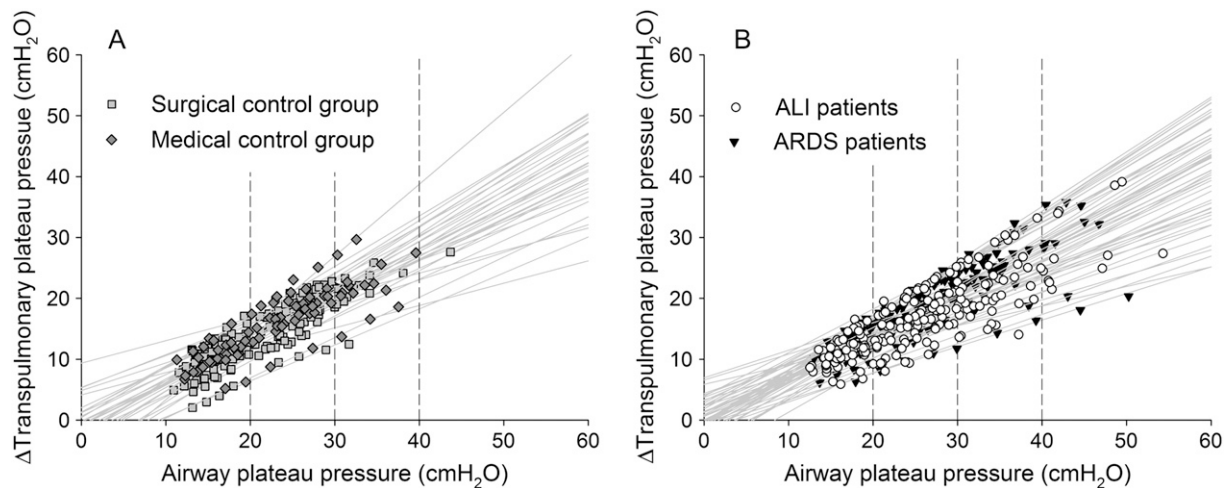 A
ΔTranspulmonary plateau pressue (cmH₂O)
60
50
40
30
20
10
0
Surgical control group
Medical control group
0 10 20 30 40 50 60
Airway plateau pressure (cmH₂O)
B
ΔTranspulmonary plateau pressure (cmH₂O)
60
50
40
30
20
10
0
ALI patients
ARDS patients
0 10 20 30 40 50 60
Airway plateau pressure (cmH₂O)